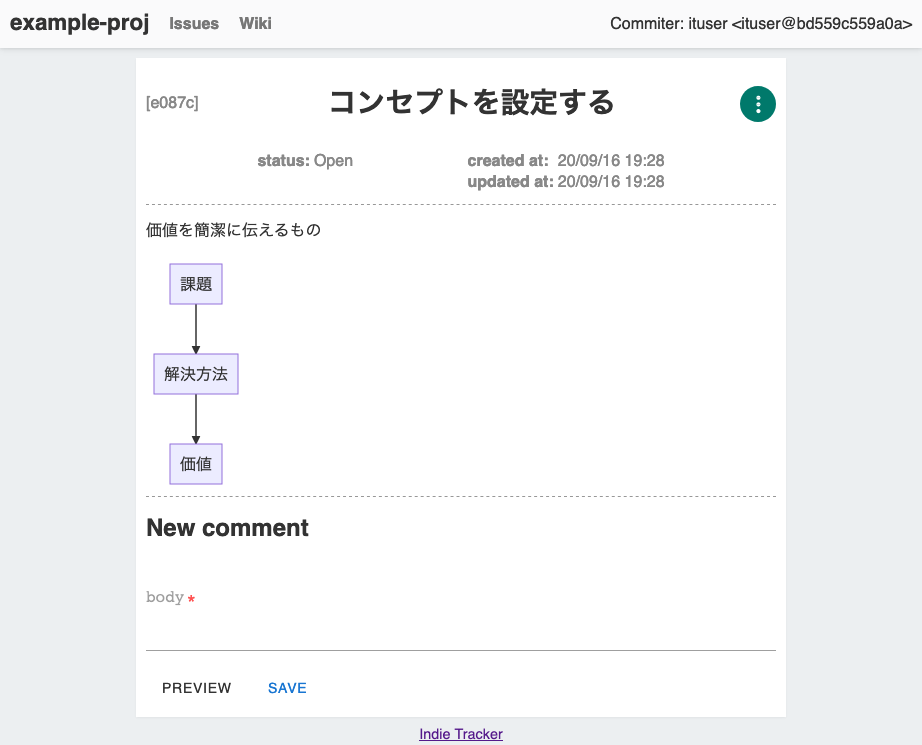 example-proj Issues Wiki Commiter: ituser <ituser@bd559c559a0a>
[e087c] コンセプトを設定する
status: Open created at: 20/09/16 19:28
updated at: 20/09/16 19:28
価値を簡潔に伝えるもの
課題
解決方法
価値
New comment
body *
PREVIEW SAVE
Indie Tracker